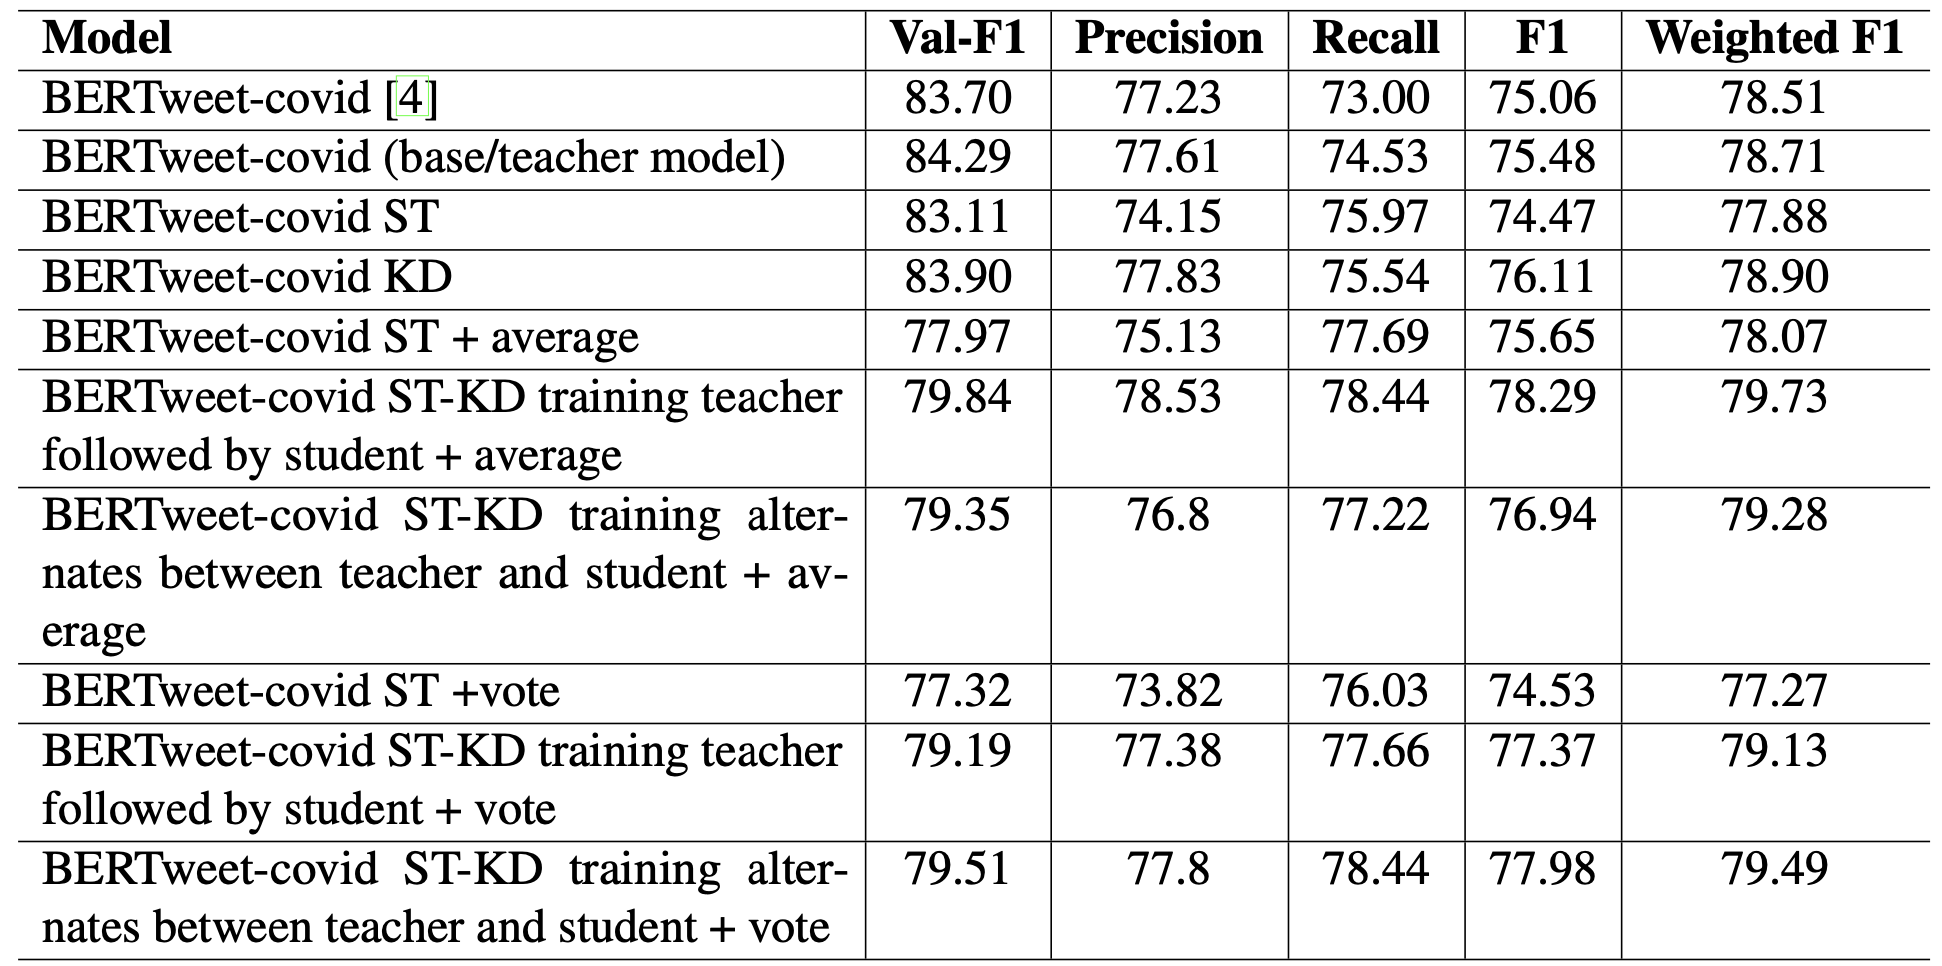 Model Val-F1 Precision Recall F1 Weighted F1
BERTweet-covid [4] 83.70 77.23 73.00 75.06 78.51
BERTweet-covid (base/teacher model) 84.29 77.61 74.53 75.48 78.71
BERTweet-covid ST 83.11 74.15 75.97 74.47 77.88
BERTweet-covid KD 83.90 77.83 75.54 76.11 78.90
BERTweet-covid ST + average 77.97 75.13 77.69 75.65 78.07
BERTweet-covid ST-KD training teacher 79.84 78.53 78.44 78.29 79.73
followed by student + average
BERTweet-covid ST-KD training alter- 79.35 76.8 77.22 76.94 79.28
nates between teacher and student + av-
erage
BERTweet-covid ST +vote 77.32 73.82 76.03 74.53 77.27
BERTweet-covid ST-KD training teacher 79.19 77.38 77.66 77.37 79.13
followed by student + vote
BERTweet-covid ST-KD training alter- 79.51 77.8 78.44 77.98 79.49
nates between teacher and student + vote